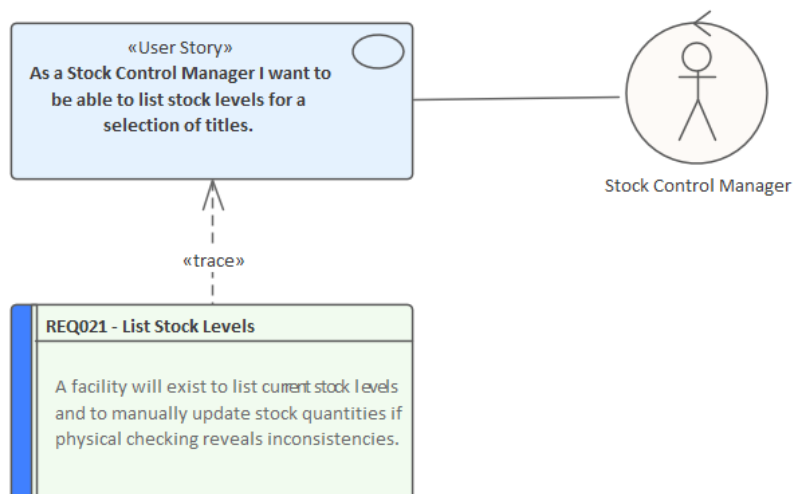 «User Story»
As a Stock Control Manager I want to
be able to list stock levels for a
selection of titles.
Stock Control Manager
«trace»
REQ021 - List Stock Levels
A facility will exist to list current stock levels
and to manually update stock quantities if
physical checking reveals inconsistencies.